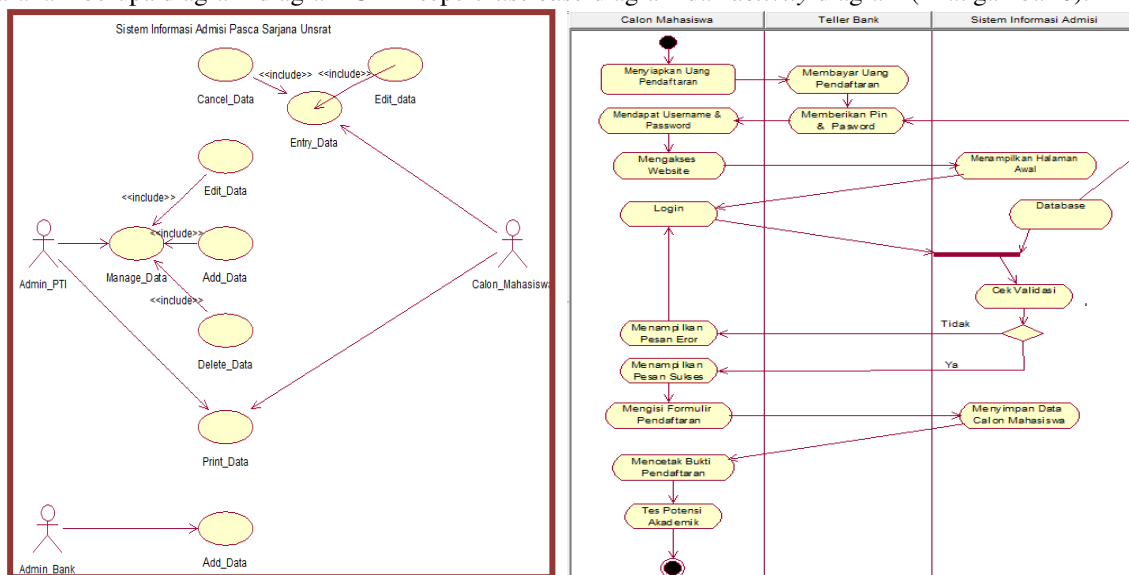 Sistem Informasi Admisi Pasca Sarjana Unsrat
<<include>>
<<include>>
Cancel_Data
Edit_data
Entry_Data
Edit_Data
<<include>>
<<include>>
Admin_PTI
Manage_Data
Add_Data
Calon_Mahasiswa
<<include>>
Delete_Data
Print_Data
Admin_Bank
Add_Data
Calon Mahasiswa
Teller Bank
Sistem Informasi Admisi
Menyiapkan Uang
Pendaftaran
Membayar Uang
Pendaftaran
Mendapat Username &
Password
Memberikan Pin
& Pasword
Mengakses
Website
Menampilkan Halaman
Awal
Login
Database
Cek Validasi
Tidak
Menampilkan
Pesan Eror
Ya
Menampilkan
Pesan Sukses
Mengisi Formulir
Pendaftaran
Menyimpan Data
Calon Mahasiswa
Mencetak Bukti
Pendaftaran
Tes Potensi
Akademik